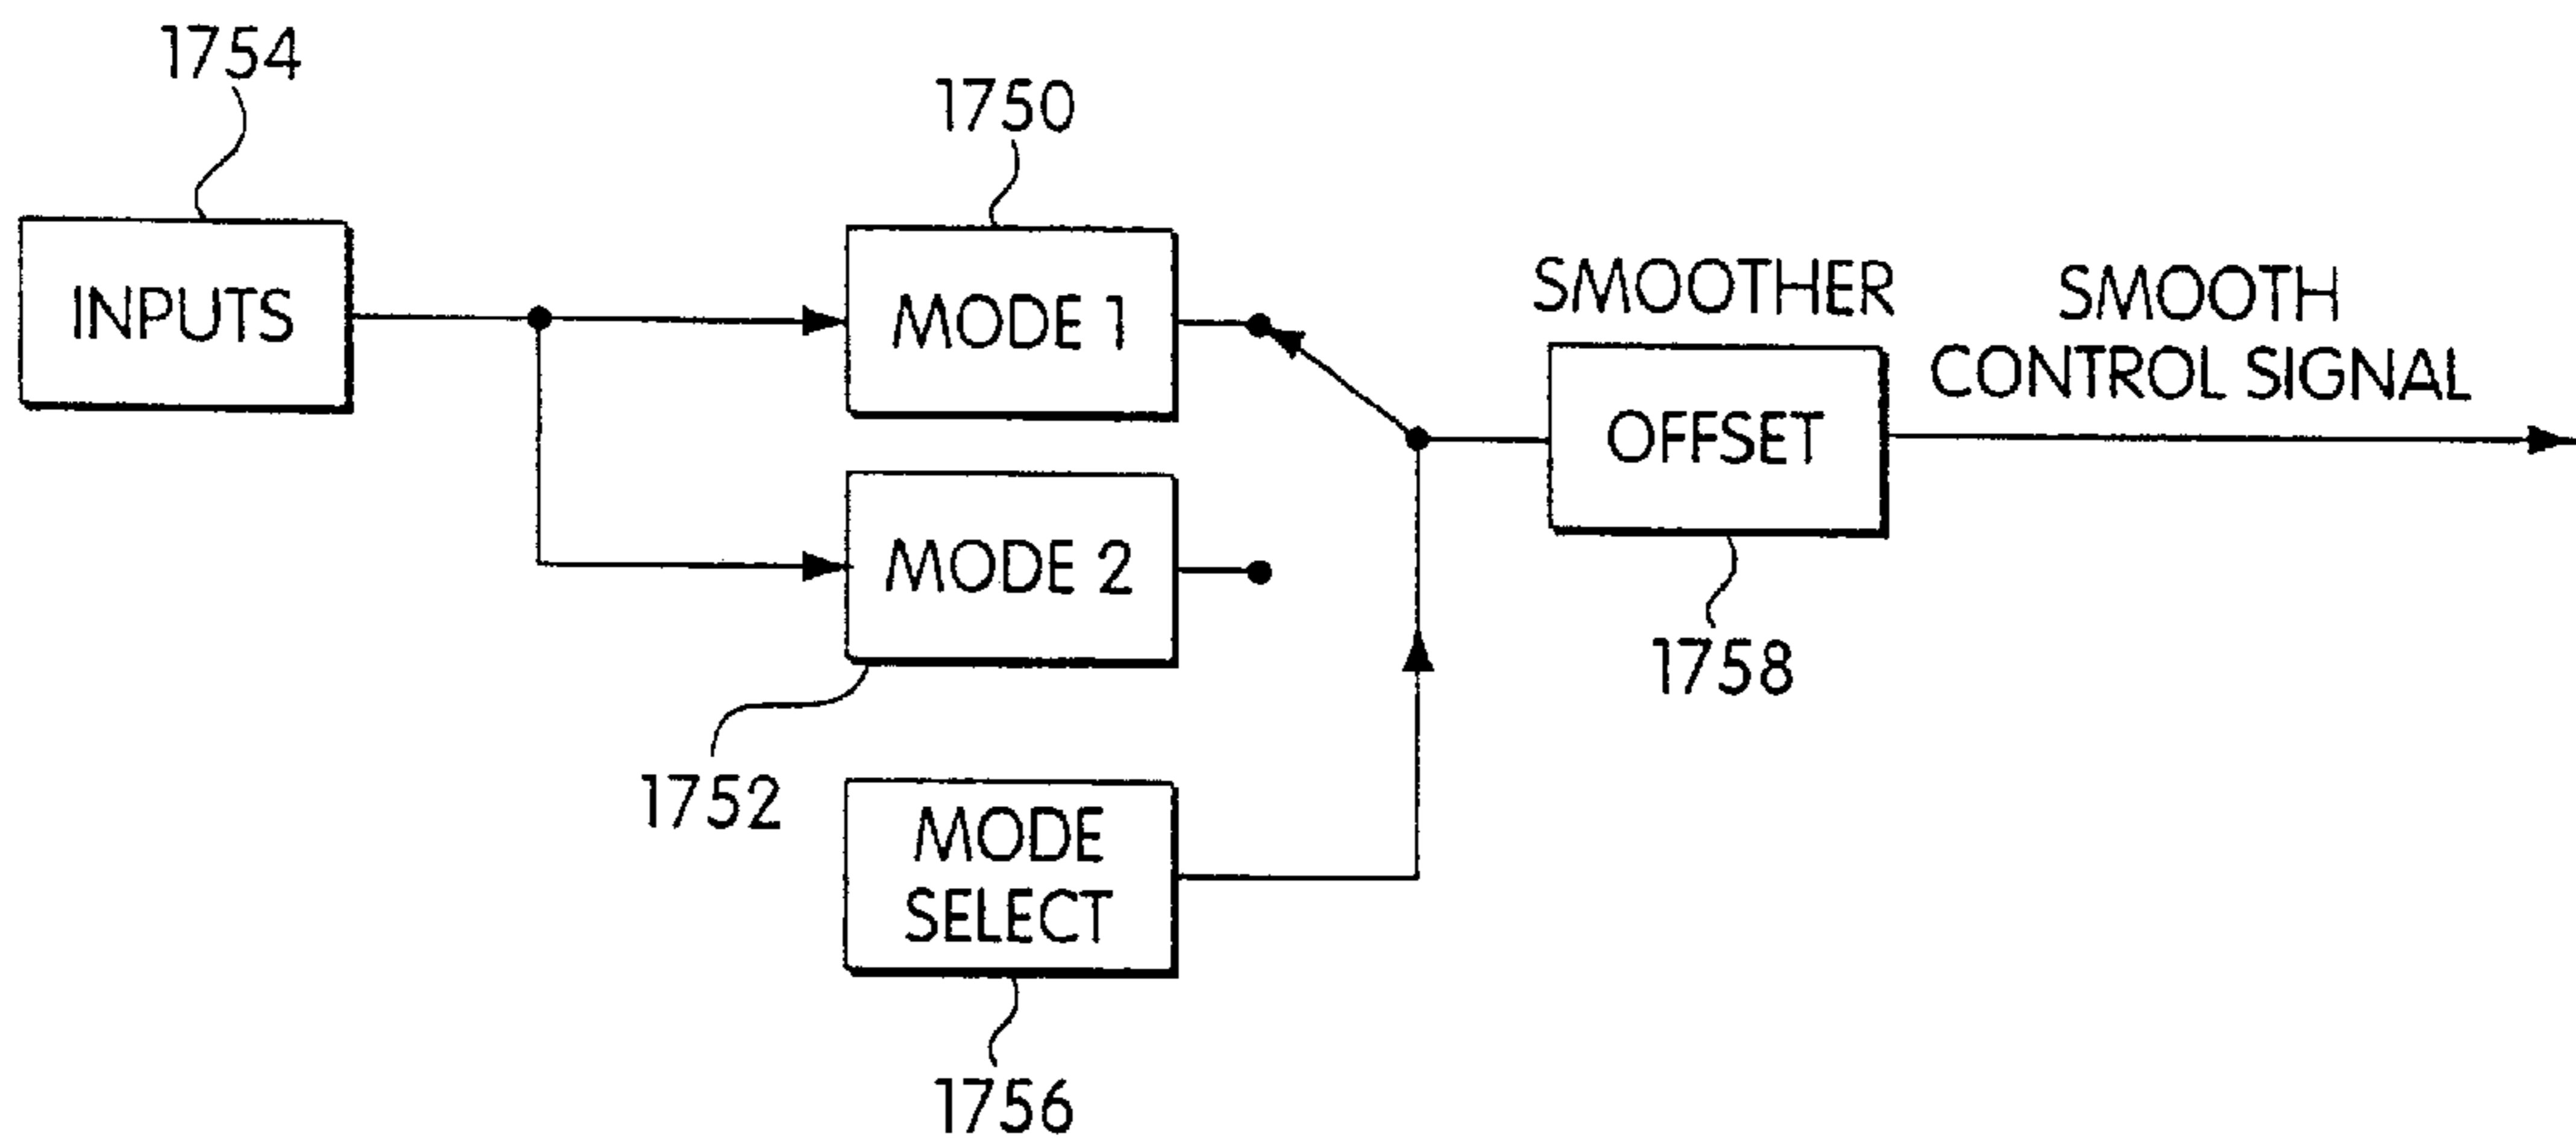 1754
1750
INPUTS
MODE 1
SMOOTHER
SMOOTH
CONTROL SIGNAL
OFFSET
MODE 2
1758
1752
MODE
SELECT
1756